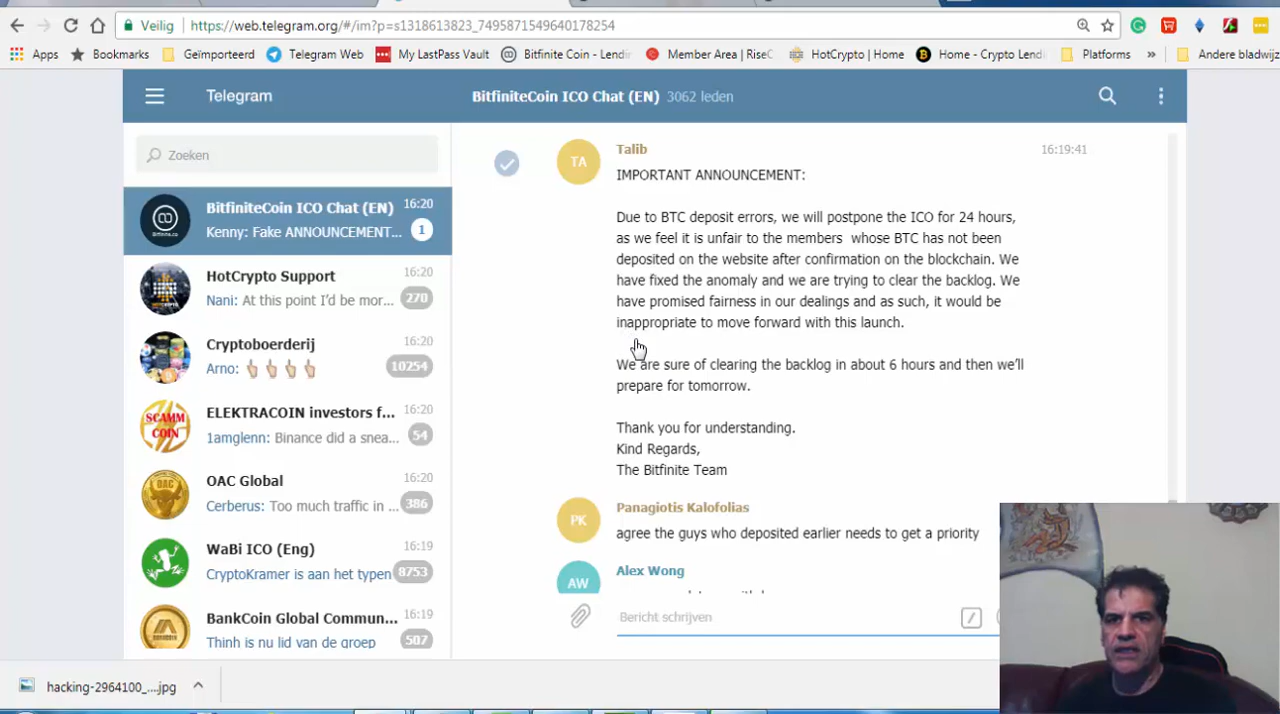 Veilig
https://web.telegram.org/#/im?p=s1318613823_7495871549640178254
Apps
Bookmarks
Geïmporteerd
Telegram Web
My LastPass Vault
Bitfinite Coin - Lendin
Member Area | RiseC
HotCrypto | Home
Home - Crypto Lendi
Platforms
»
Andere bladwijz
Telegram
BitfiniteCoin ICO Chat (EN) 3062 leden
Zoeken
BitfiniteCoin ICO Chat (EN) 16:20
Kenny: Fake ANNOUNCEMENT... 1
HotCrypto Support 16:20
Nani: At this point I'd be mor... 270
Cryptoboerderij 16:20
Arno: 👆🏼 👆🏼 👆🏼 👆🏼 10254
SCAMM
COIN
ELEKTRACOIN investors f... 16:20
1amglenn: Binance did a snea... 54
OAC
OAC Global 16:20
Cerberus: Too much traffic in ... 386
WaBi ICO (Eng) 16:19
CryptoKramer is aan het typen 8753
BankCoin Global Commun... 16:19
Thinh is nu lid van de groep 507
TA
Talib 16:19:41
IMPORTANT ANNOUNCEMENT:
Due to BTC deposit errors, we will postpone the ICO for 24 hours,
as we feel it is unfair to the members whose BTC has not been
deposited on the website after confirmation on the blockchain. We
have fixed the anomaly and we are trying to clear the backlog. We
have promised fairness in our dealings and as such, it would be
inappropriate to move forward with this launch.
We are sure of clearing the backlog in about 6 hours and then we'll
prepare for tomorrow.
Thank you for understanding.
Kind Regards,
The Bitfinite Team
PK
Panagiotis Kalofolias
agree the guys who deposited earlier needs to get a priority
AW
Alex Wong
Bericht schrijven
hacking-2964100_....jpg